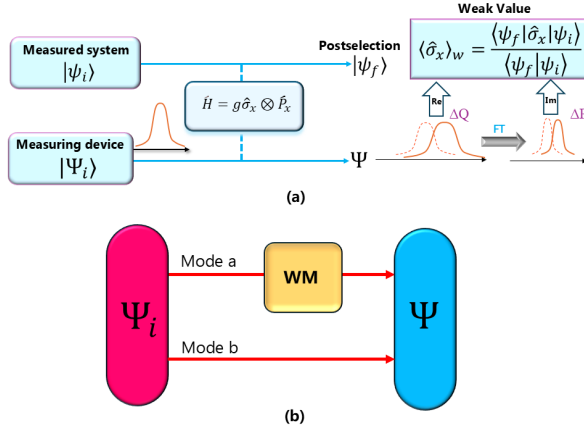 Weak Value
Measured system
|ψ_i⟩
Postselection
|ψ_f⟩
⟨σ̂_x⟩_w = ⟨ψ_f|σ̂_x|ψ_i⟩ / ⟨ψ_f|ψ_i⟩
Ĥ = gσ̂_x ⊗ P̂_x
Re
Im
ΔQ
FT
Measuring device
|Ψ_i⟩
Ψ
(a)
Mode a
WM
Ψ_i
Ψ
Mode b
(b)